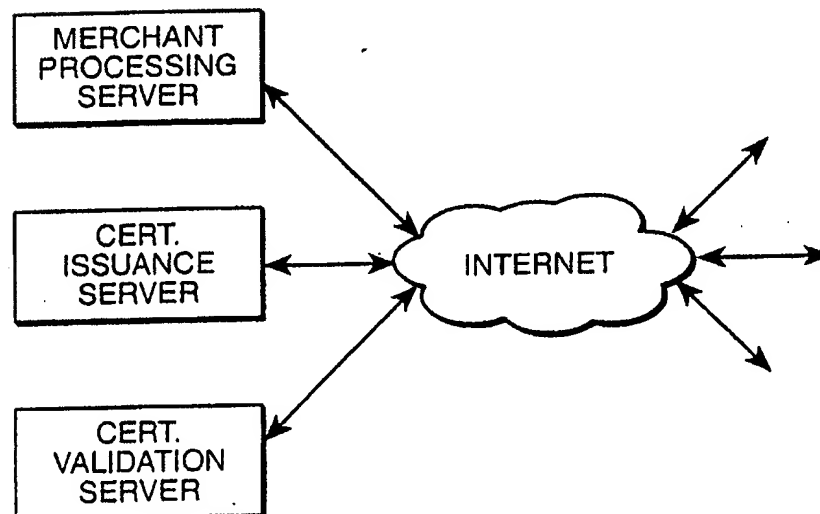 MERCHANT
PROCESSING
SERVER
CERT.
ISSUANCE
SERVER
INTERNET
CERT.
VALIDATION
SERVER